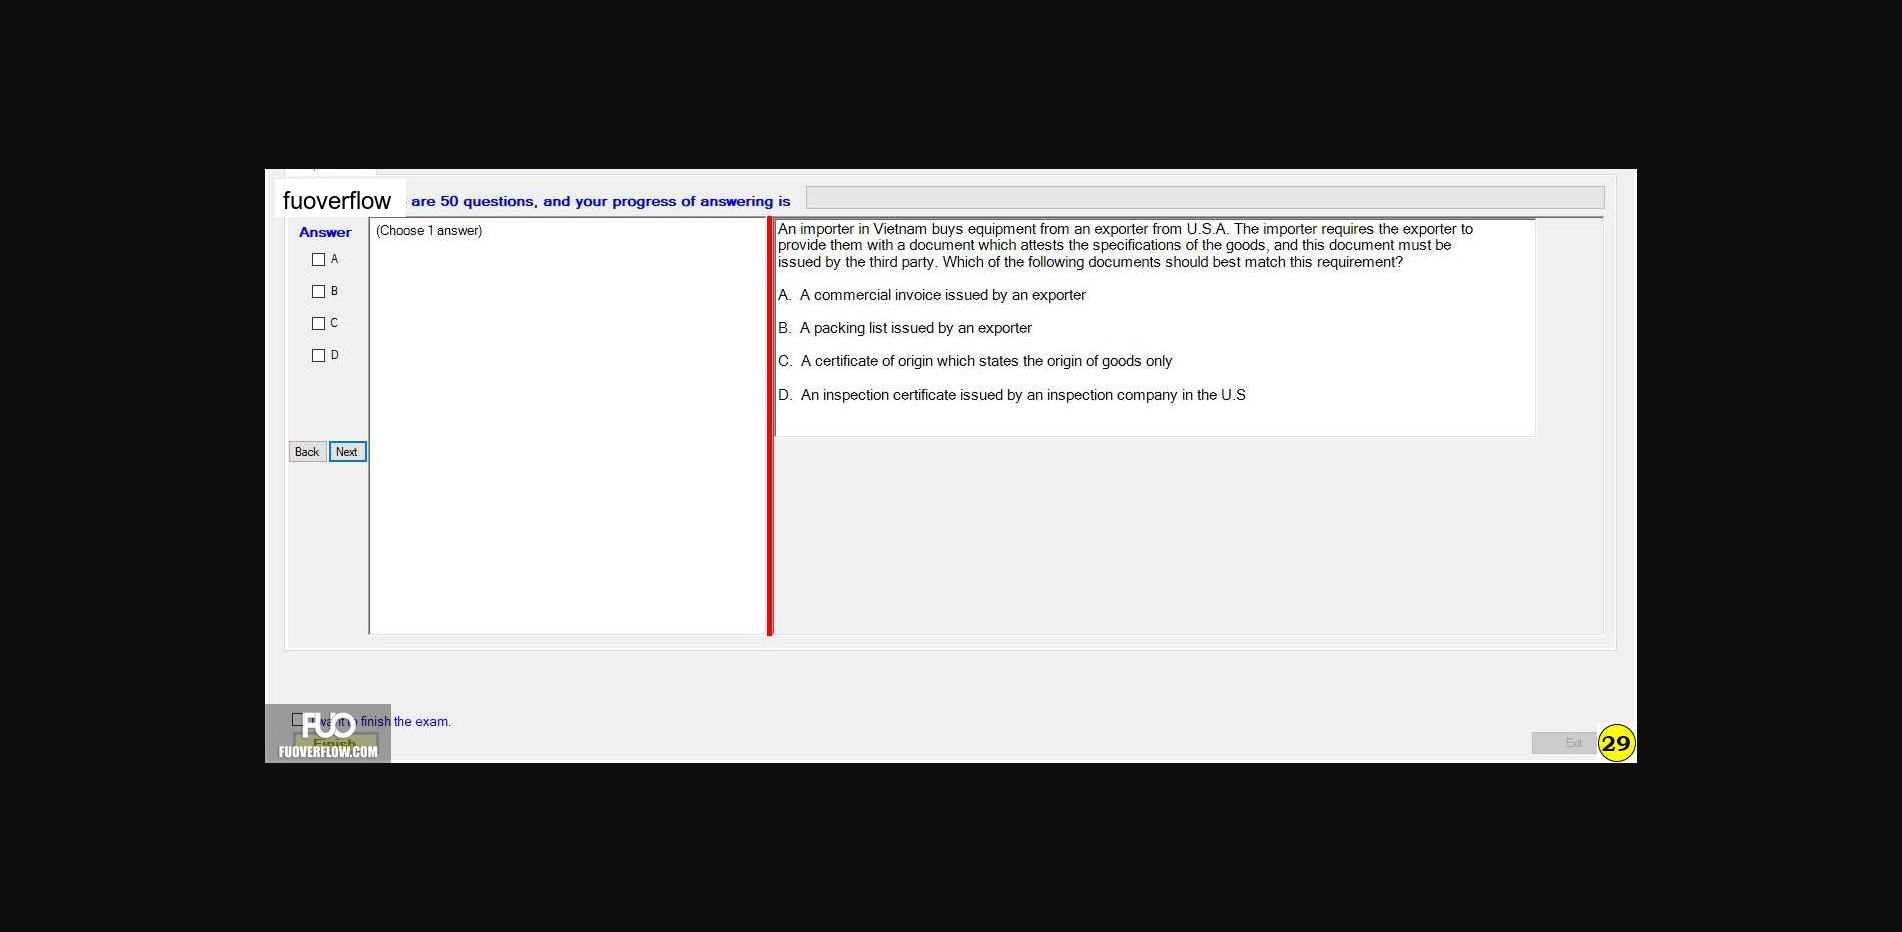 fuoverflow are 50 questions, and your progress of answering is
Answer
A
B
C
D
Back Next
(Choose 1 answer)
An importer in Vietnam buys equipment from an exporter from U.S.A. The importer requires the exporter to
provide them with a document which attests the specifications of the goods, and this document must be
issued by the third party. Which of the following documents should best match this requirement?
A. A commercial invoice issued by an exporter
B. A packing list issued by an exporter
C. A certificate of origin which states the origin of goods only
D. An inspection certificate issued by an inspection company in the U.S
I want to finish the exam.
Finish
FUO
FUOVERFLOW.COM
Exit
29